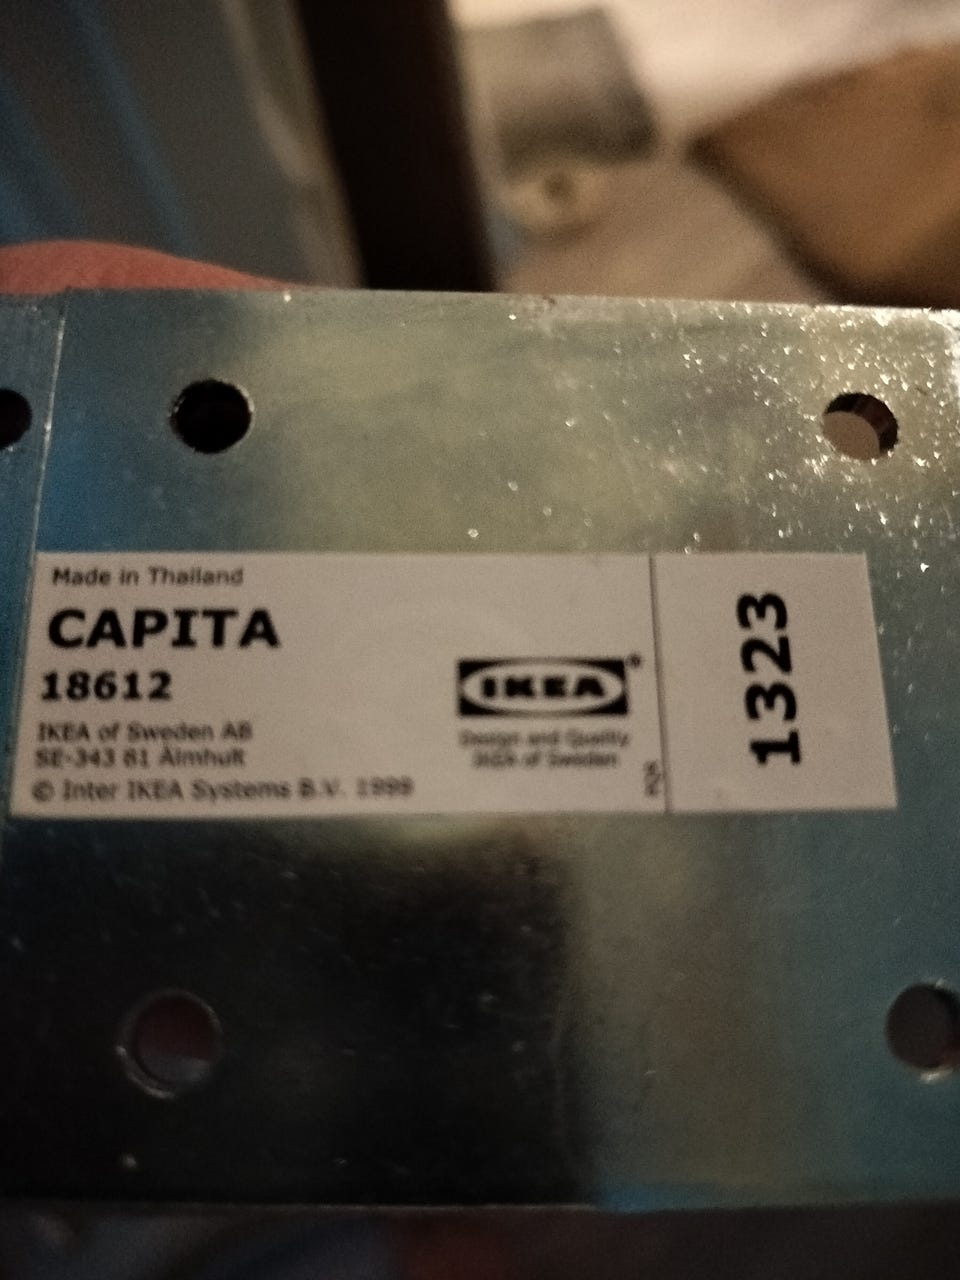 Made in Thailand
CAPITA
18612
IKEA of Sweden AB
SE-343 81 Älmhult
© Inter IKEA Systems B.V. 1999
IKEA®
Design and Quality
IKEA of Sweden
1323